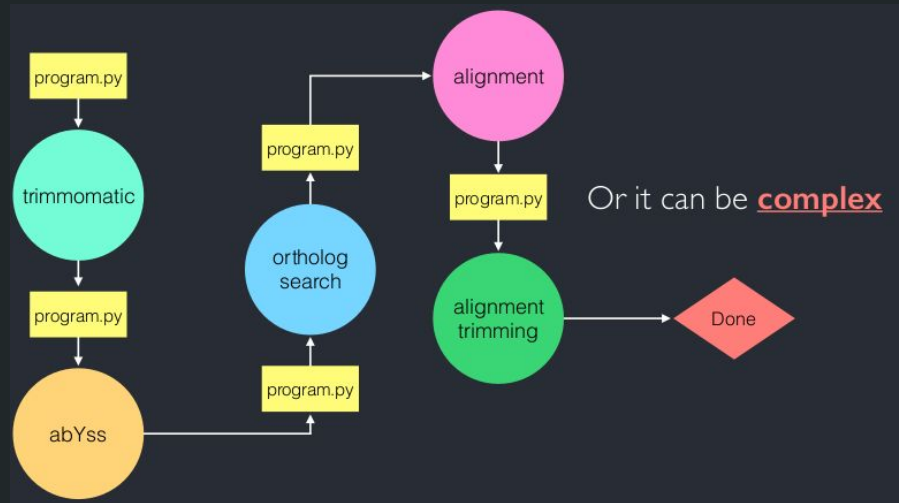 program.py
trimmomatic
program.py
abYss
program.py
ortholog
search
program.py
alignment
program.py
alignment
trimming
Done
Or it can be complex